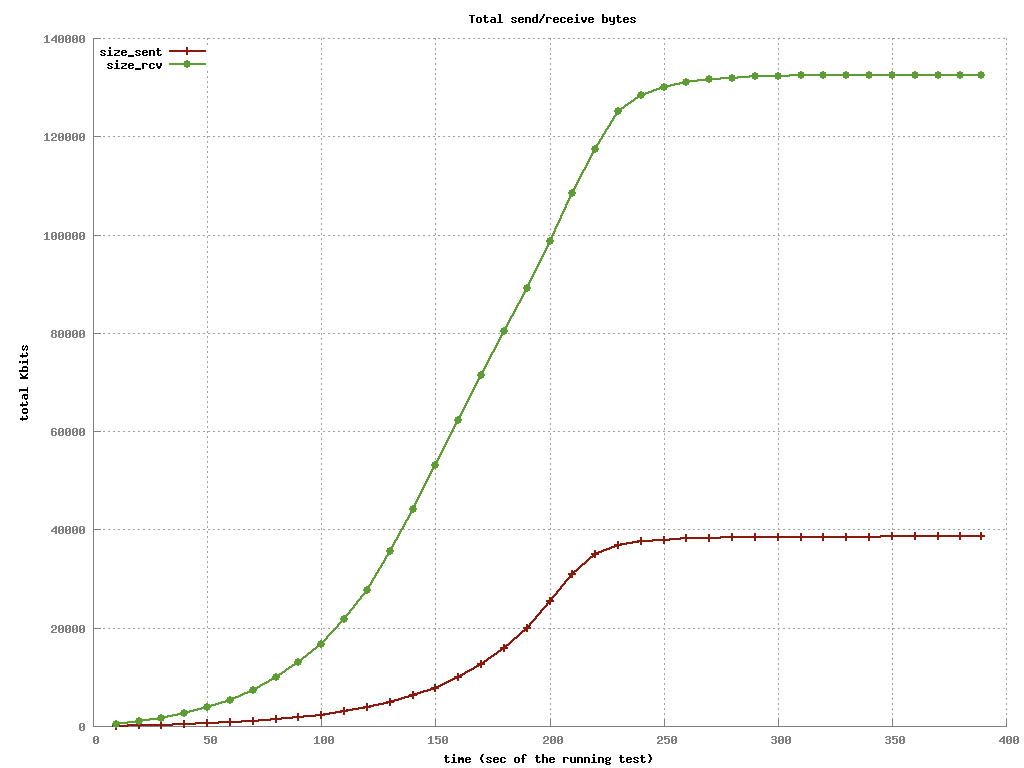 Total send/receive bytes
size_sent
size_rcv
140000
120000
100000
80000
60000
40000
20000
0
total Kbits
0 50 100 150 200 250 300 350 400
time (sec of the running test)